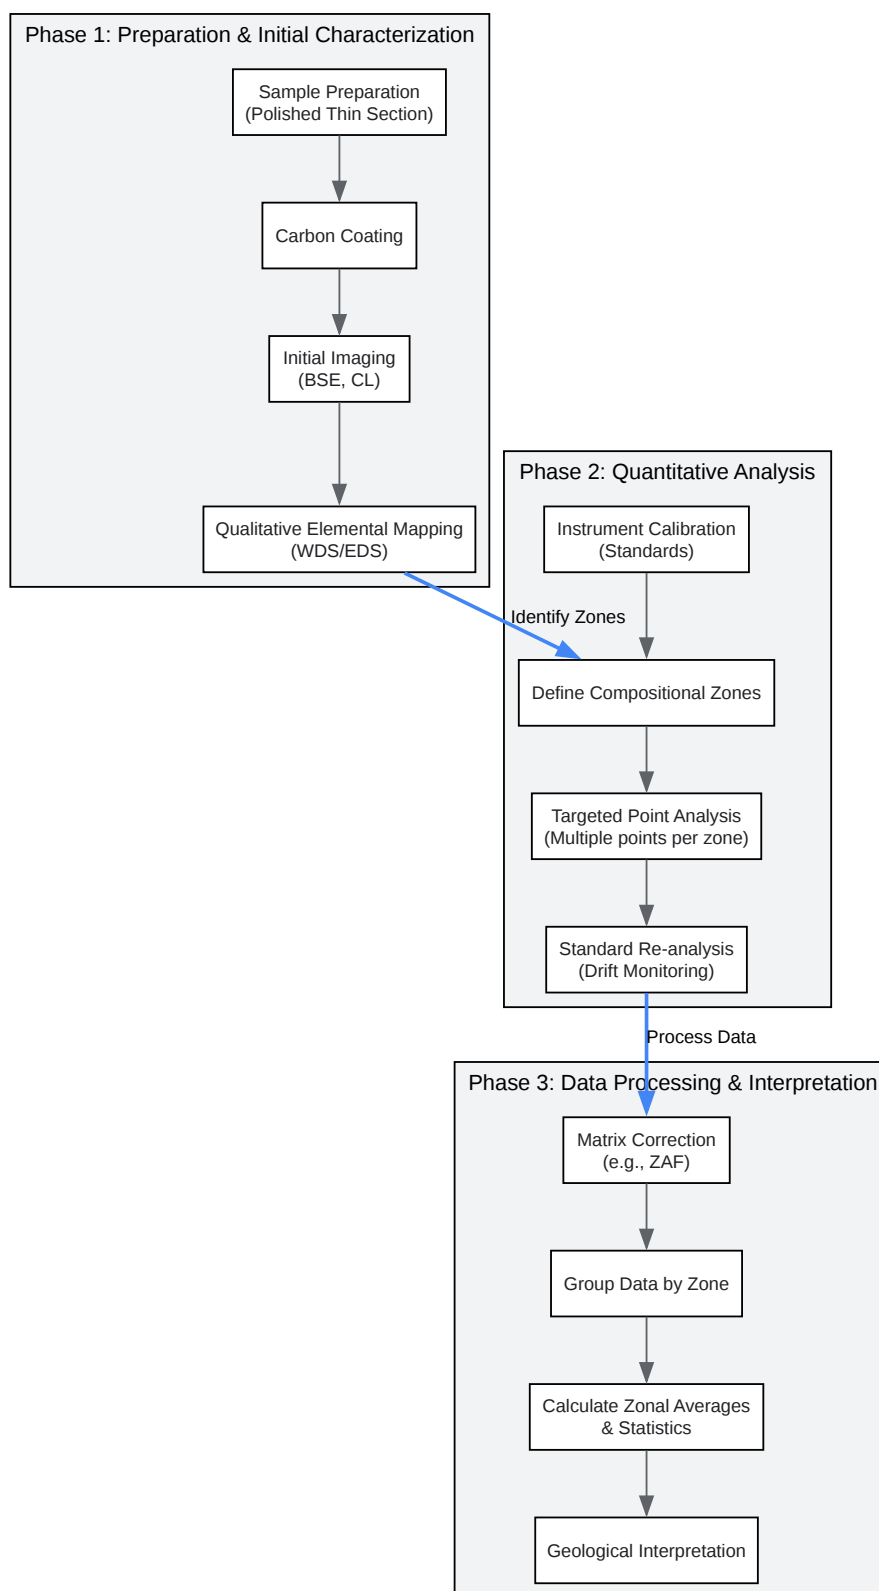 Phase 1: Preparation & Initial Characterization
Sample Preparation
(Polished Thin Section)
Carbon Coating
Initial Imaging
(BSE, CL)
Qualitative Elemental Mapping
(WDS/EDS)
Identify Zones
Phase 2: Quantitative Analysis
Instrument Calibration
(Standards)
Define Compositional Zones
Targeted Point Analysis
(Multiple points per zone)
Standard Re-analysis
(Drift Monitoring)
Process Data
Phase 3: Data Processing & Interpretation
Matrix Correction
(e.g., ZAF)
Group Data by Zone
Calculate Zonal Averages
& Statistics
Geological Interpretation